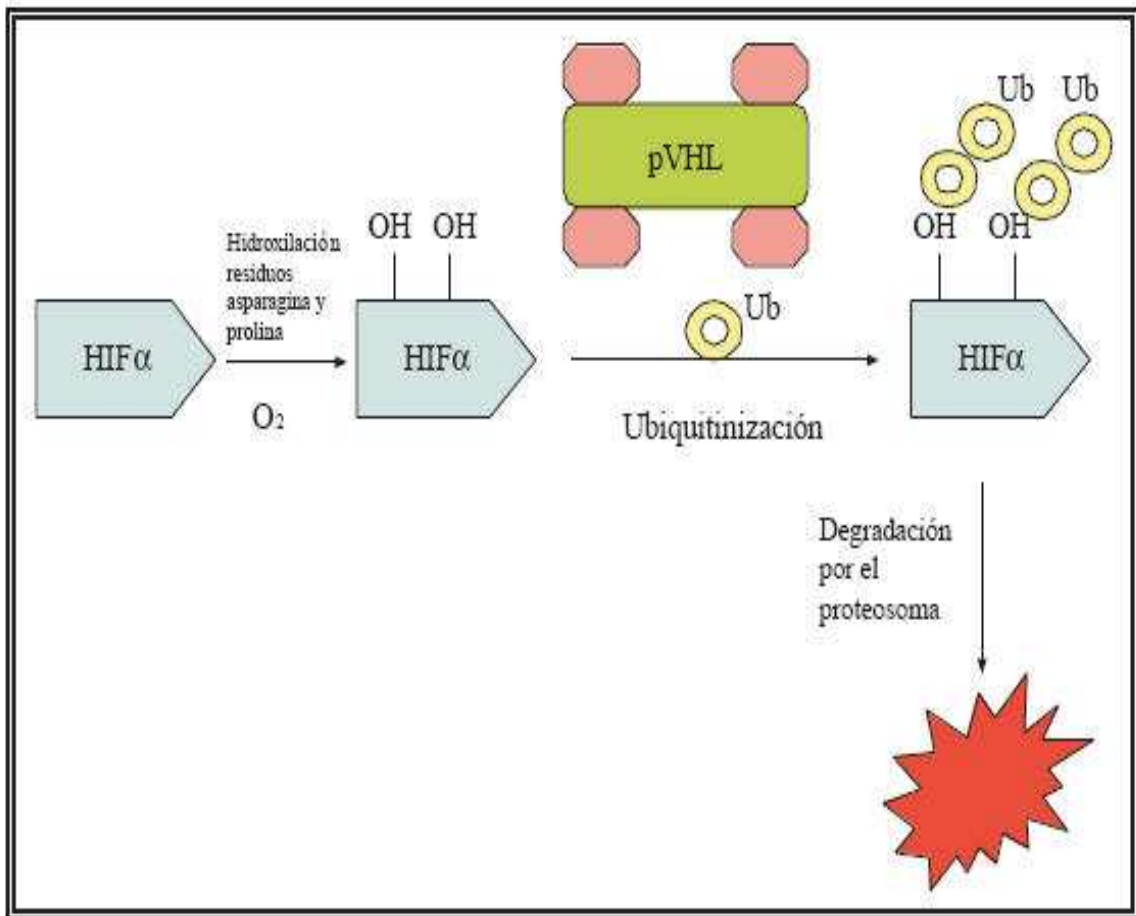 Ub Ub
pVHL
OH OH
OH OH
Hidroxilación
residuos
asparagina y
prolina
Ub
HIFα
HIFα
HIFα
O₂
Ubiquitinización
Degradación
por el
proteosoma